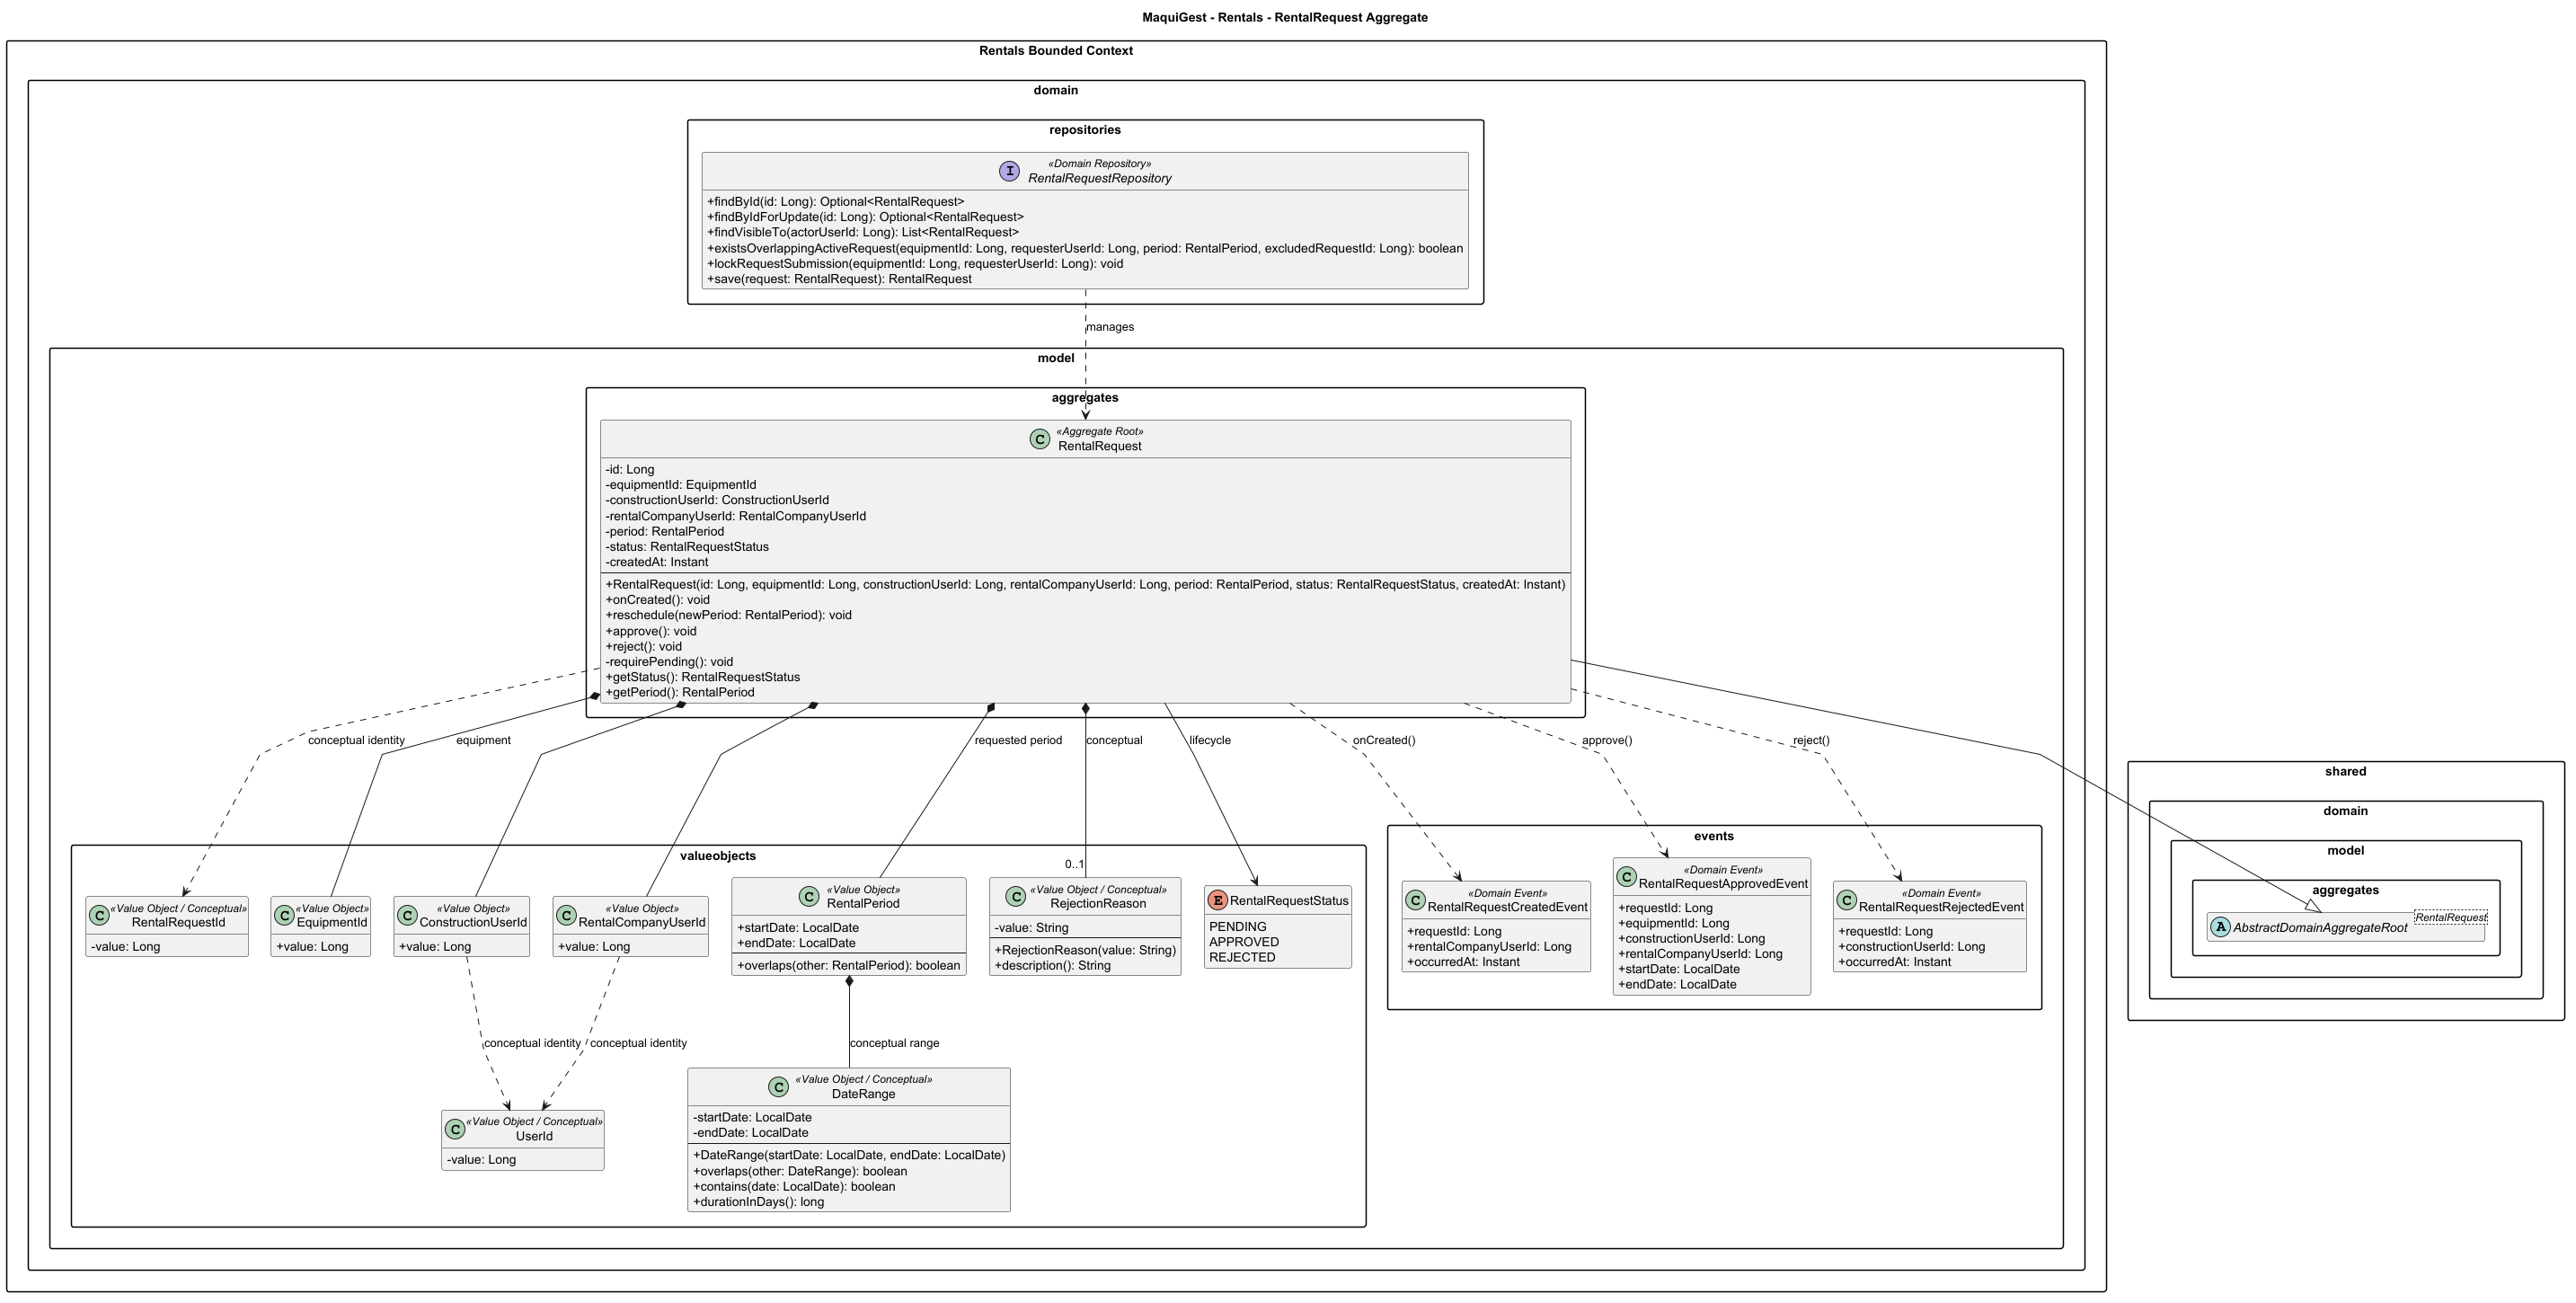 MaquiGest - Rentals - RentalRequest Aggregate
Rentals Bounded Context
domain
repositories
I
«Domain Repository»
RentalRequestRepository
+findById(id: Long): Optional<RentalRequest>
+findByIdForUpdate(id: Long): Optional<RentalRequest>
+findVisibleTo(actorUserId: Long): List<RentalRequest>
+existsOverlappingActiveRequest(equipmentId: Long, requesterUserId: Long, period: RentalPeriod, excludedRequestId: Long): boolean
+lockRequestSubmission(equipmentId: Long, requesterUserId: Long): void
+save(request: RentalRequest): RentalRequest
manages
model
aggregates
C
«Aggregate Root»
RentalRequest
-id: Long
-equipmentId: EquipmentId
-constructionUserId: ConstructionUserId
-rentalCompanyUserId: RentalCompanyUserId
-period: RentalPeriod
-status: RentalRequestStatus
-createdAt: Instant
+RentalRequest(id: Long, equipmentId: Long, constructionUserId: Long, rentalCompanyUserId: Long, period: RentalPeriod, status: RentalRequestStatus, createdAt: Instant)
+onCreated(): void
+reschedule(newPeriod: RentalPeriod): void
+approve(): void
+reject(): void
-requirePending(): void
+getStatus(): RentalRequestStatus
+getPeriod(): RentalPeriod
conceptual identity
equipment
requested period
conceptual
lifecycle
onCreated()
approve()
reject()
0..1
valueobjects
C
«Value Object / Conceptual»
RentalRequestId
-value: Long
C
«Value Object»
EquipmentId
+value: Long
C
«Value Object»
ConstructionUserId
+value: Long
C
«Value Object»
RentalCompanyUserId
+value: Long
C
«Value Object»
RentalPeriod
+startDate: LocalDate
+endDate: LocalDate
+overlaps(other: RentalPeriod): boolean
C
«Value Object / Conceptual»
RejectionReason
-value: String
+RejectionReason(value: String)
+description(): String
E
RentalRequestStatus
PENDING
APPROVED
REJECTED
conceptual identity
conceptual identity
conceptual range
C
«Value Object / Conceptual»
UserId
-value: Long
C
«Value Object / Conceptual»
DateRange
-startDate: LocalDate
-endDate: LocalDate
+DateRange(startDate: LocalDate, endDate: LocalDate)
+overlaps(other: DateRange): boolean
+contains(date: LocalDate): boolean
+durationInDays(): long
events
C
«Domain Event»
RentalRequestCreatedEvent
+requestId: Long
+rentalCompanyUserId: Long
+occurredAt: Instant
C
«Domain Event»
RentalRequestApprovedEvent
+requestId: Long
+equipmentId: Long
+constructionUserId: Long
+rentalCompanyUserId: Long
+startDate: LocalDate
+endDate: LocalDate
C
«Domain Event»
RentalRequestRejectedEvent
+requestId: Long
+constructionUserId: Long
+occurredAt: Instant
shared
domain
model
aggregates
A
AbstractDomainAggregateRoot
RentalRequest